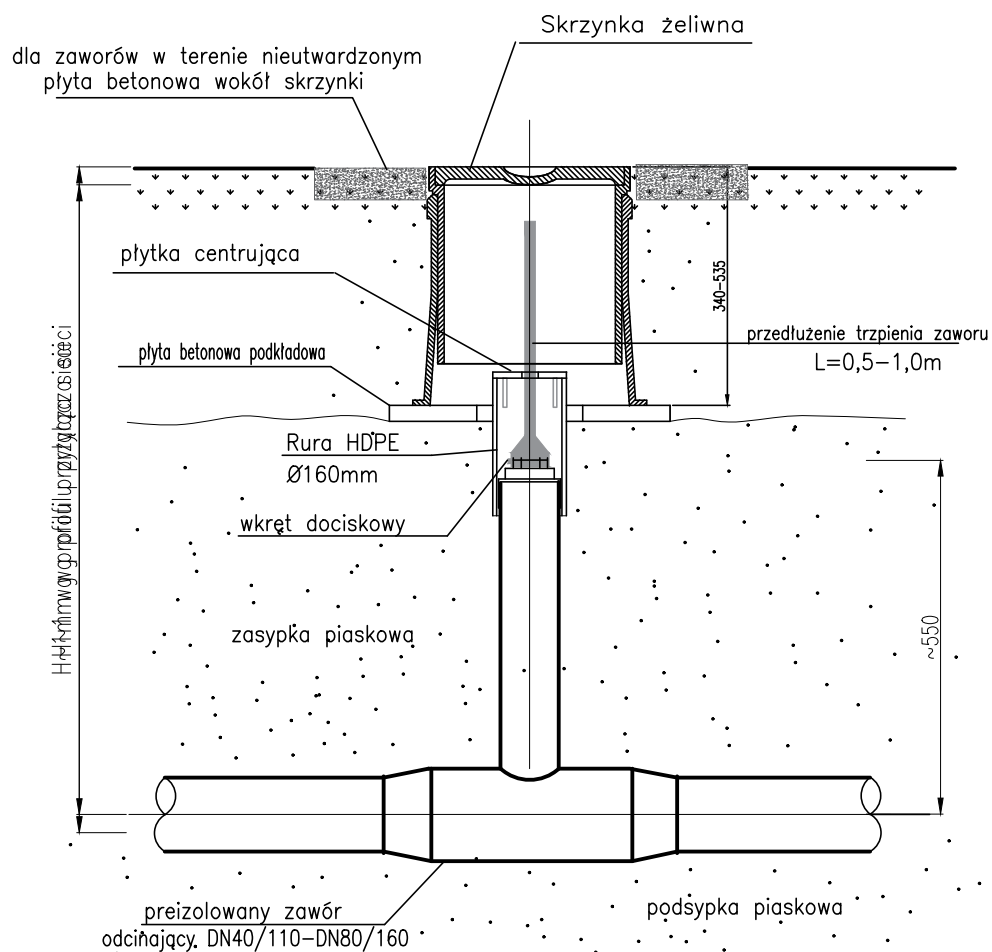 Skrzynka żeliwna
dla zaworów w terenie nieutwardzonym
płyta betonowa wokół skrzynki
płytka centrująca
340-535
przedłużenie trzpienia zaworu
L=0,5-1,0m
płyta betonowa podkładowa
Rura HDPE
Ø160mm
wkręt dociskowy
zasypka piaskowa
~550
preizolowany zawór
odcinający DN40/110-DN80/160
podsypka piaskowa